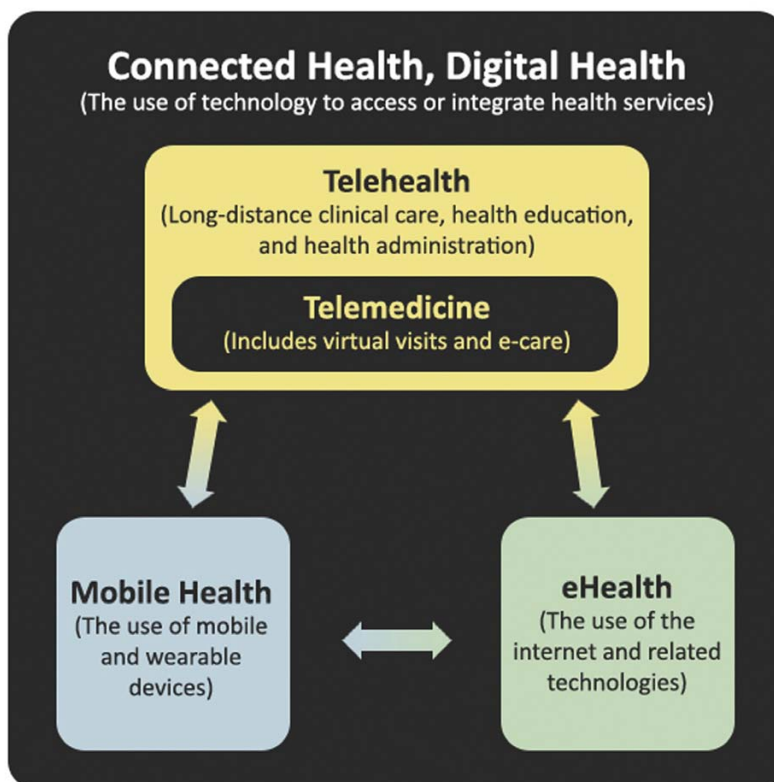 Connected Health, Digital Health
(The use of technology to access or integrate health services)
Telehealth
(Long-distance clinical care, health education,
and health administration)
Telemedicine
(Includes virtual visits and e-care)
Mobile Health
(The use of mobile
and wearable
devices)
eHealth
(The use of the
internet and related
technologies)